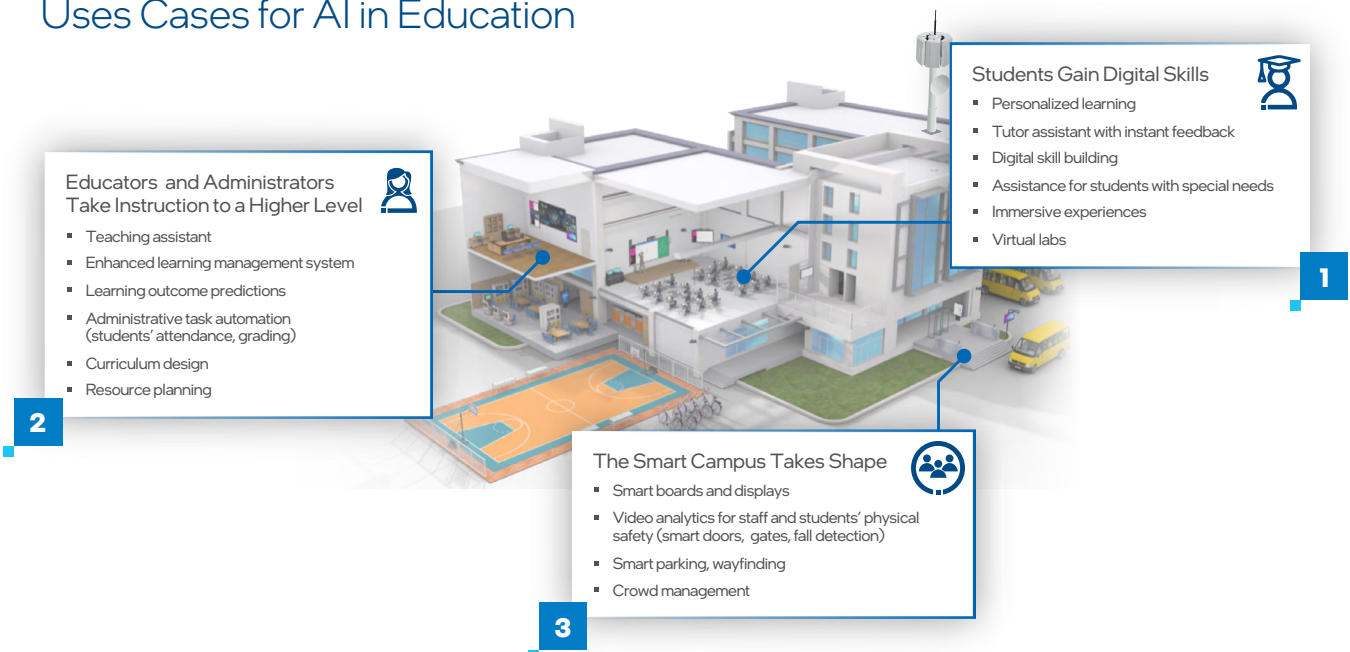 Uses Cases for AI in Education
Students Gain Digital Skills
▪ Personalized learning
▪ Tutor assistant with instant feedback
▪ Digital skill building
▪ Assistance for students with special needs
▪ Immersive experiences
▪ Virtual labs
1
Educators and Administrators
Take Instruction to a Higher Level
▪ Teaching assistant
▪ Enhanced learning management system
▪ Learning outcome predictions
▪ Administrative task automation
(students’ attendance, grading)
▪ Curriculum design
▪ Resource planning
2
The Smart Campus Takes Shape
▪ Smart boards and displays
▪ Video analytics for staff and students’ physical
safety (smart doors, gates, fall detection)
▪ Smart parking, wayfinding
▪ Crowd management
3